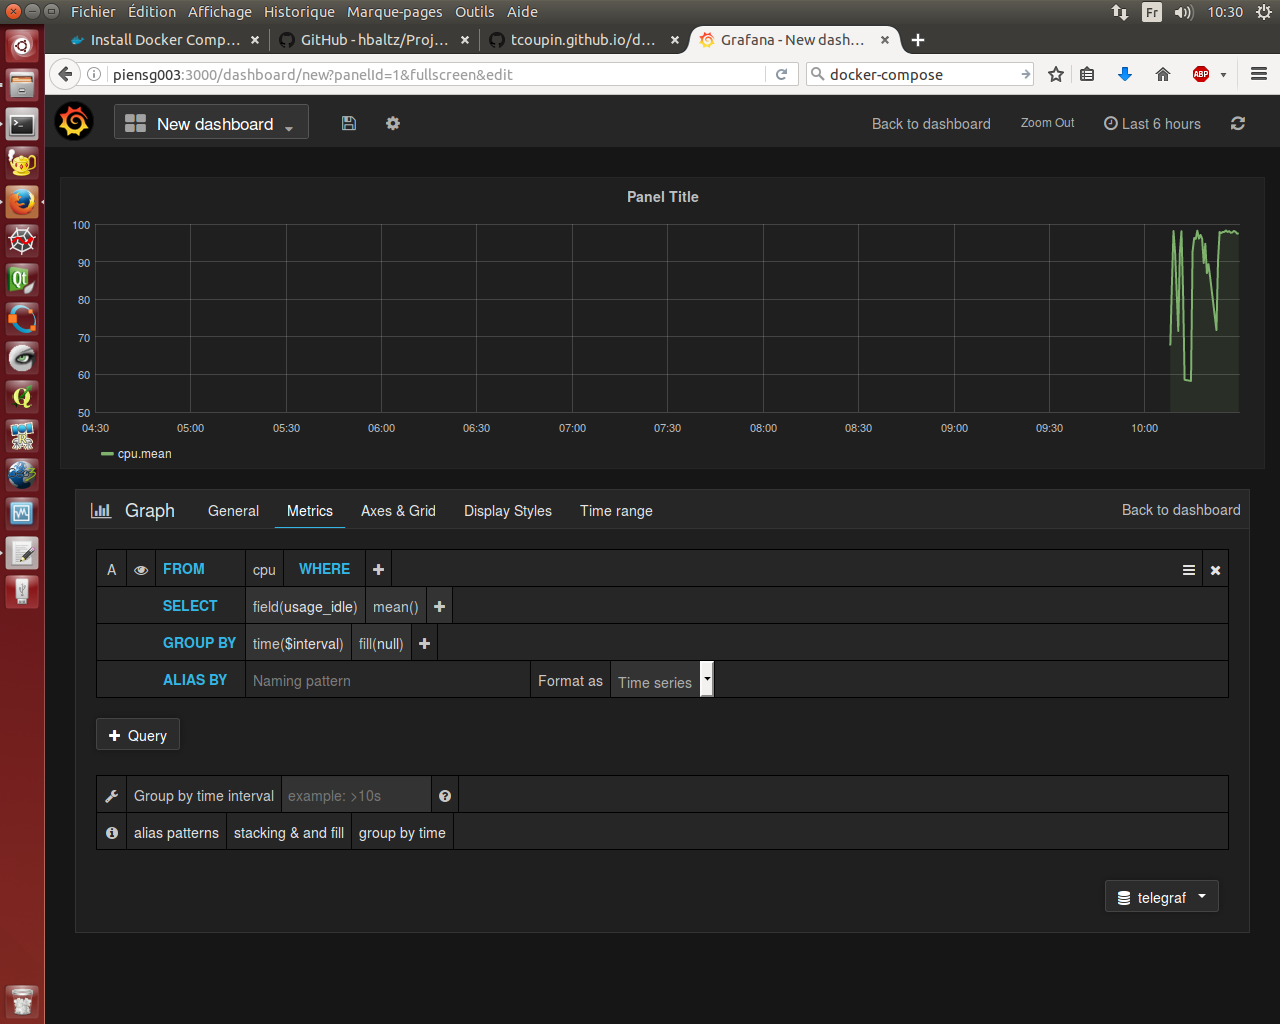 Fichier Édition Affichage Historique Marque-pages Outils Aide Fr 10:30
Install Docker Comp... GitHub - hbaltz/Proj... tcoupin.github.io/d... Grafana - New dash...
piensg003:3000/dashboard/new?panelId=1&fullscreen&edit docker-compose ABP
New dashboard Back to dashboard Zoom Out Last 6 hours
Panel Title
100
90
80
70
60
50
04:30 05:00 05:30 06:00 06:30 07:00 07:30 08:00 08:30 09:00 09:30 10:00
cpu.mean
Graph General Metrics Axes & Grid Display Styles Time range Back to dashboard
A FROM cpu WHERE
SELECT field(usage_idle) mean()
GROUP BY time($interval) fill(null)
ALIAS BY Naming pattern Format as Time series
Query
Group by time interval example: >10s
alias patterns stacking & and fill group by time
telegraf